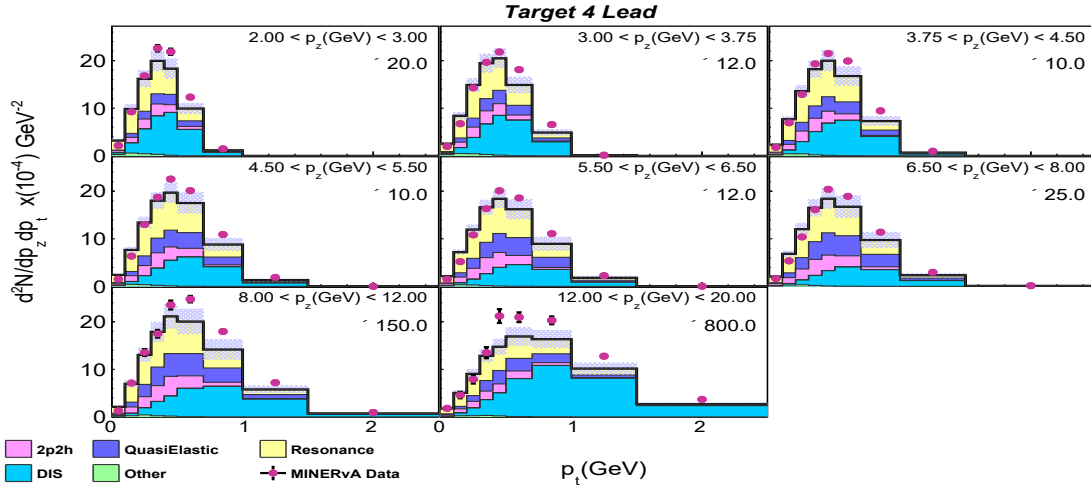 Target 4 Lead
2.00 < p_z(GeV) < 3.00
´ 20.0
3.00 < p_z(GeV) < 3.75
´ 12.0
3.75 < p_z(GeV) < 4.50
´ 10.0
4.50 < p_z(GeV) < 5.50
´ 10.0
5.50 < p_z(GeV) < 6.50
´ 12.0
6.50 < p_z(GeV) < 8.00
´ 25.0
8.00 < p_z(GeV) < 12.00
´ 150.0
12.00 < p_z(GeV) < 20.00
´ 800.0
d²N/dp_z dp_t x(10⁻⁴) GeV⁻²
20
10
0
20
10
0
20
10
0
0 1 2 0 1 2
p_t(GeV)
2p2h QuasiElastic Resonance
DIS Other MINERvA Data